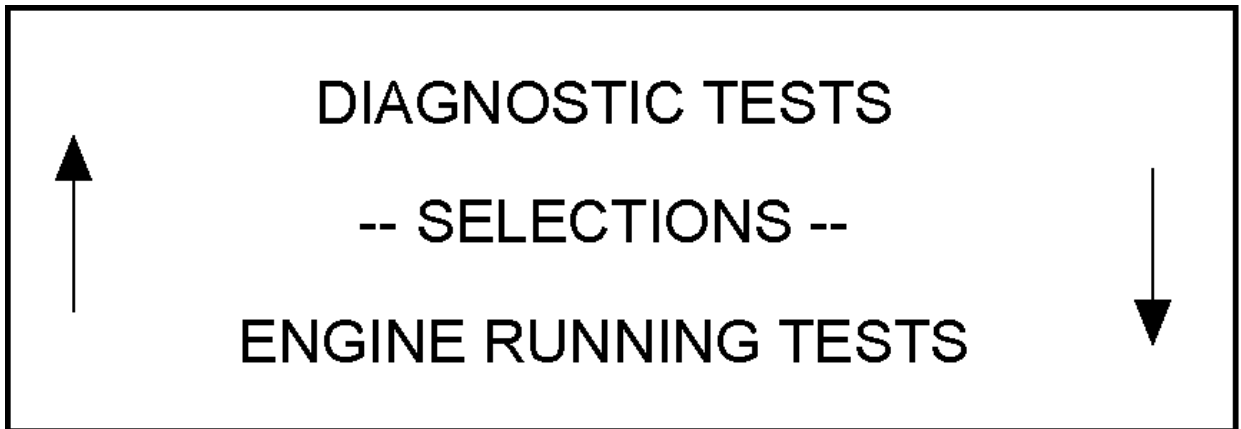 DIAGNOSTIC TESTS
-- SELECTIONS --
ENGINE RUNNING TESTS